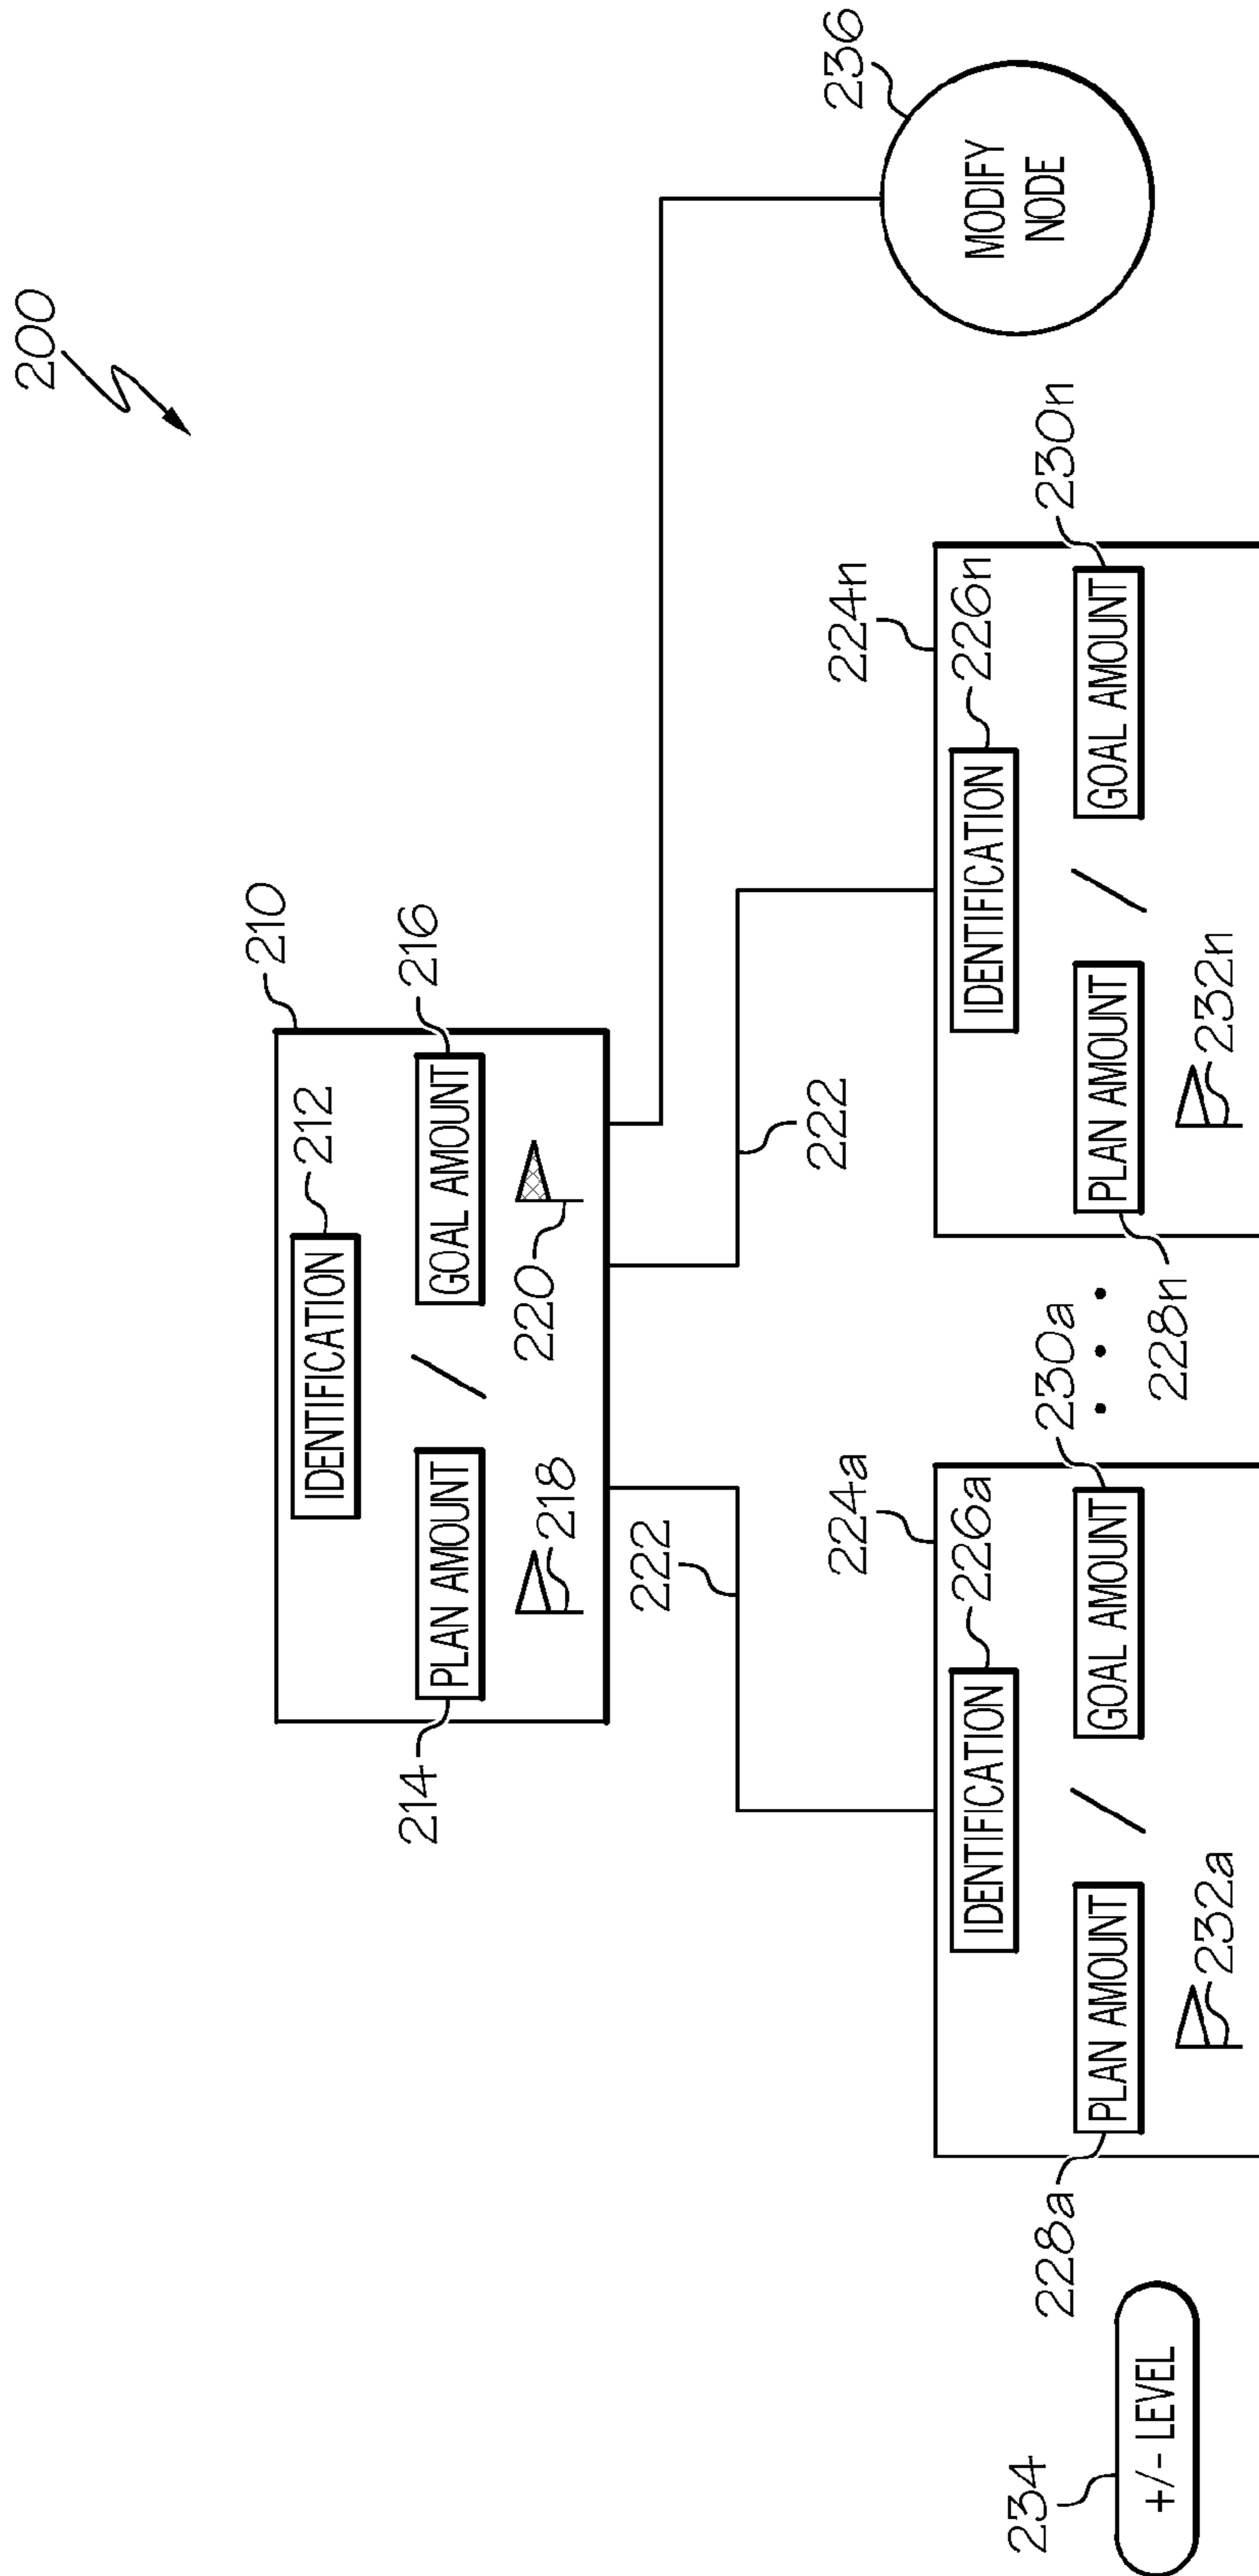 200
210
IDENTIFICATION
212
214
PLAN AMOUNT
/
GOAL AMOUNT
216
218
220
222
222
236
MODIFY
NODE
224a
IDENTIFICATION
226a
228a
PLAN AMOUNT
/
GOAL AMOUNT
230a
232a
224n
IDENTIFICATION
226n
228n
PLAN AMOUNT
/
GOAL AMOUNT
230n
232n
234
+/- LEVEL